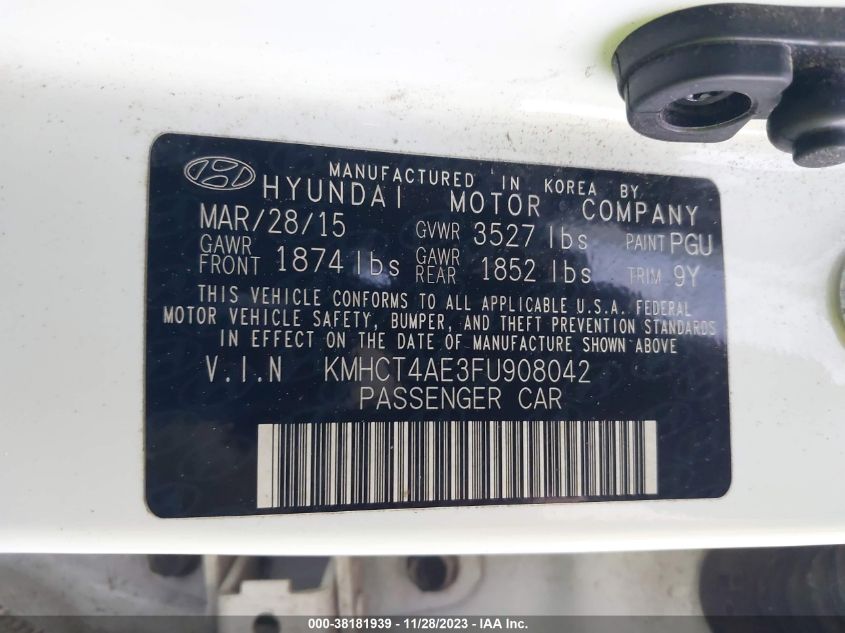 MANUFACTURED IN KOREA BY
HYUNDAI MOTOR COMPANY
MAR/28/15 GVWR 3527 lbs PAINT PGU
GAWR FRONT 1874 lbs GAWR REAR 1852 lbs TRIM 9Y
THIS VEHICLE CONFORMS TO ALL APPLICABLE U.S.A. FEDERAL
MOTOR VEHICLE SAFETY, BUMPER, AND THEFT PREVENTION STANDARDS
IN EFFECT ON THE DATE OF MANUFACTURE SHOWN ABOVE
V.I.N KMHCT4AE3FU908042
PASSENGER CAR
000-38181939 - 11/28/2023 - IAAI.COM